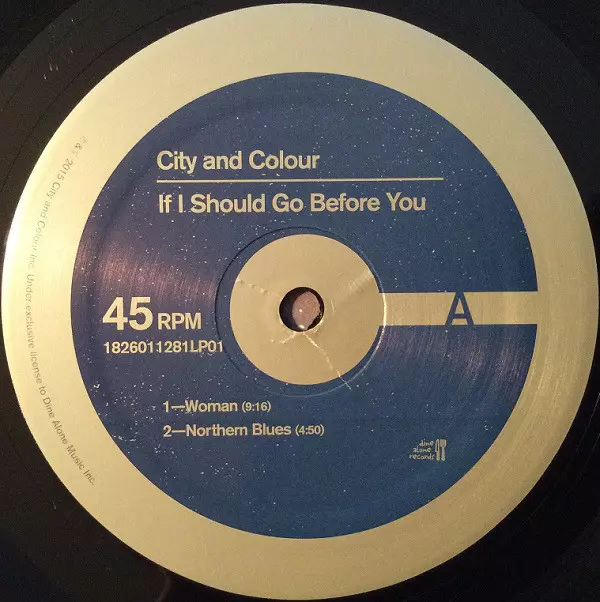 City and Colour
If I Should Go Before You
45 RPM
1826011281LP01
A
1—Woman (9:16)
2—Northern Blues (4:50)
dine
alone
records
2015 City and Colour Inc. Under exclusive license to Dine Alone Music Inc.